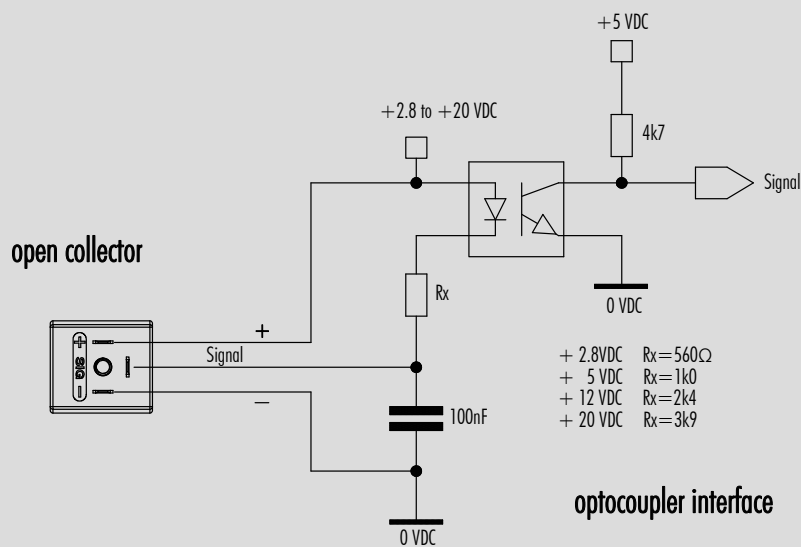 +5 VDC
+2.8 to +20 VDC
4k7
Signal
open collector
Rx
0 VDC
+
Signal
+ SIG −
−
+ 2.8VDC Rx=560Ω
+ 5 VDC Rx=1k0
+ 12 VDC Rx=2k4
+ 20 VDC Rx=3k9
100nF
optocoupler interface
0 VDC